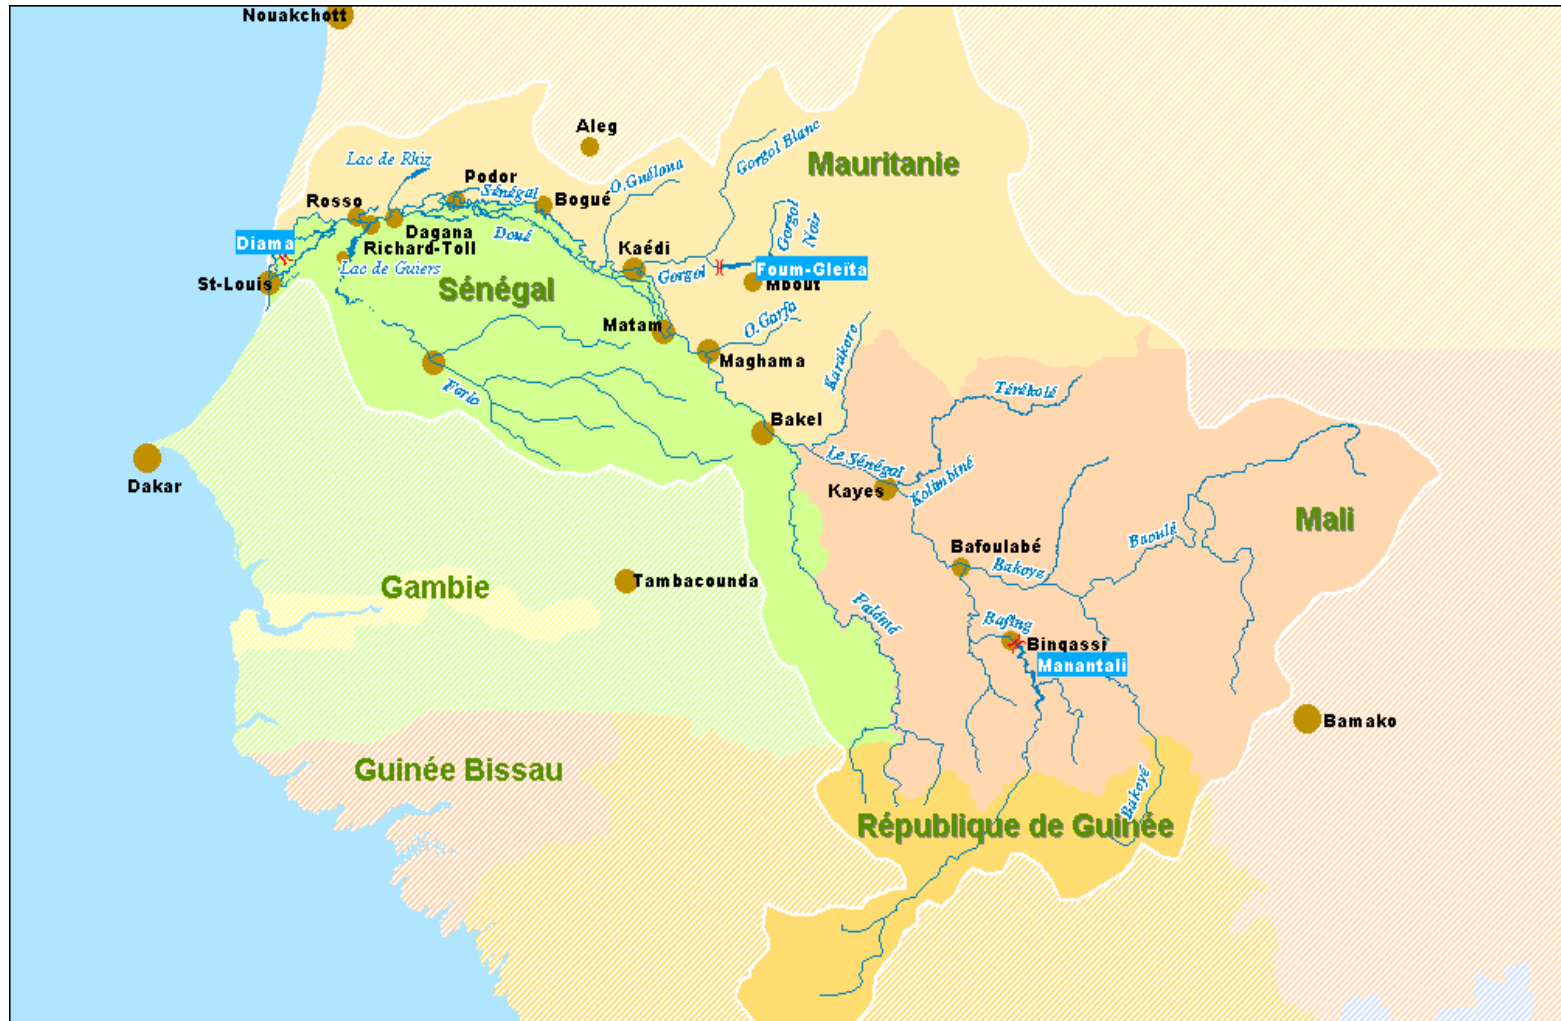 Nouakchott
Aleg
Gorgol Blanc
Mauritanie
Lac de Rhiz
O.Guéloua
Podor
Sénégal
Rosso
Bogué
Gorgol
Noir
Dagana
Doué
Diama
Richard-Toll
Kaédi
Lac de Guiers
Gorgol
Foum-Gleïta
Mbout
St-Louis
Sénégal
Matam
O.Garfa
Maghama
Karakoro
Ferlo
Térékolé
Bakel
Le Sénégal
Kolimbiné
Dakar
Kayes
Mali
Baoulé
Bafoulabé
Bakoye
Gambie
Tambacounda
Falémé
Bafing
Binqassi
Manantali
Bamako
Guinée Bissau
Bakoyé
République de Guinée